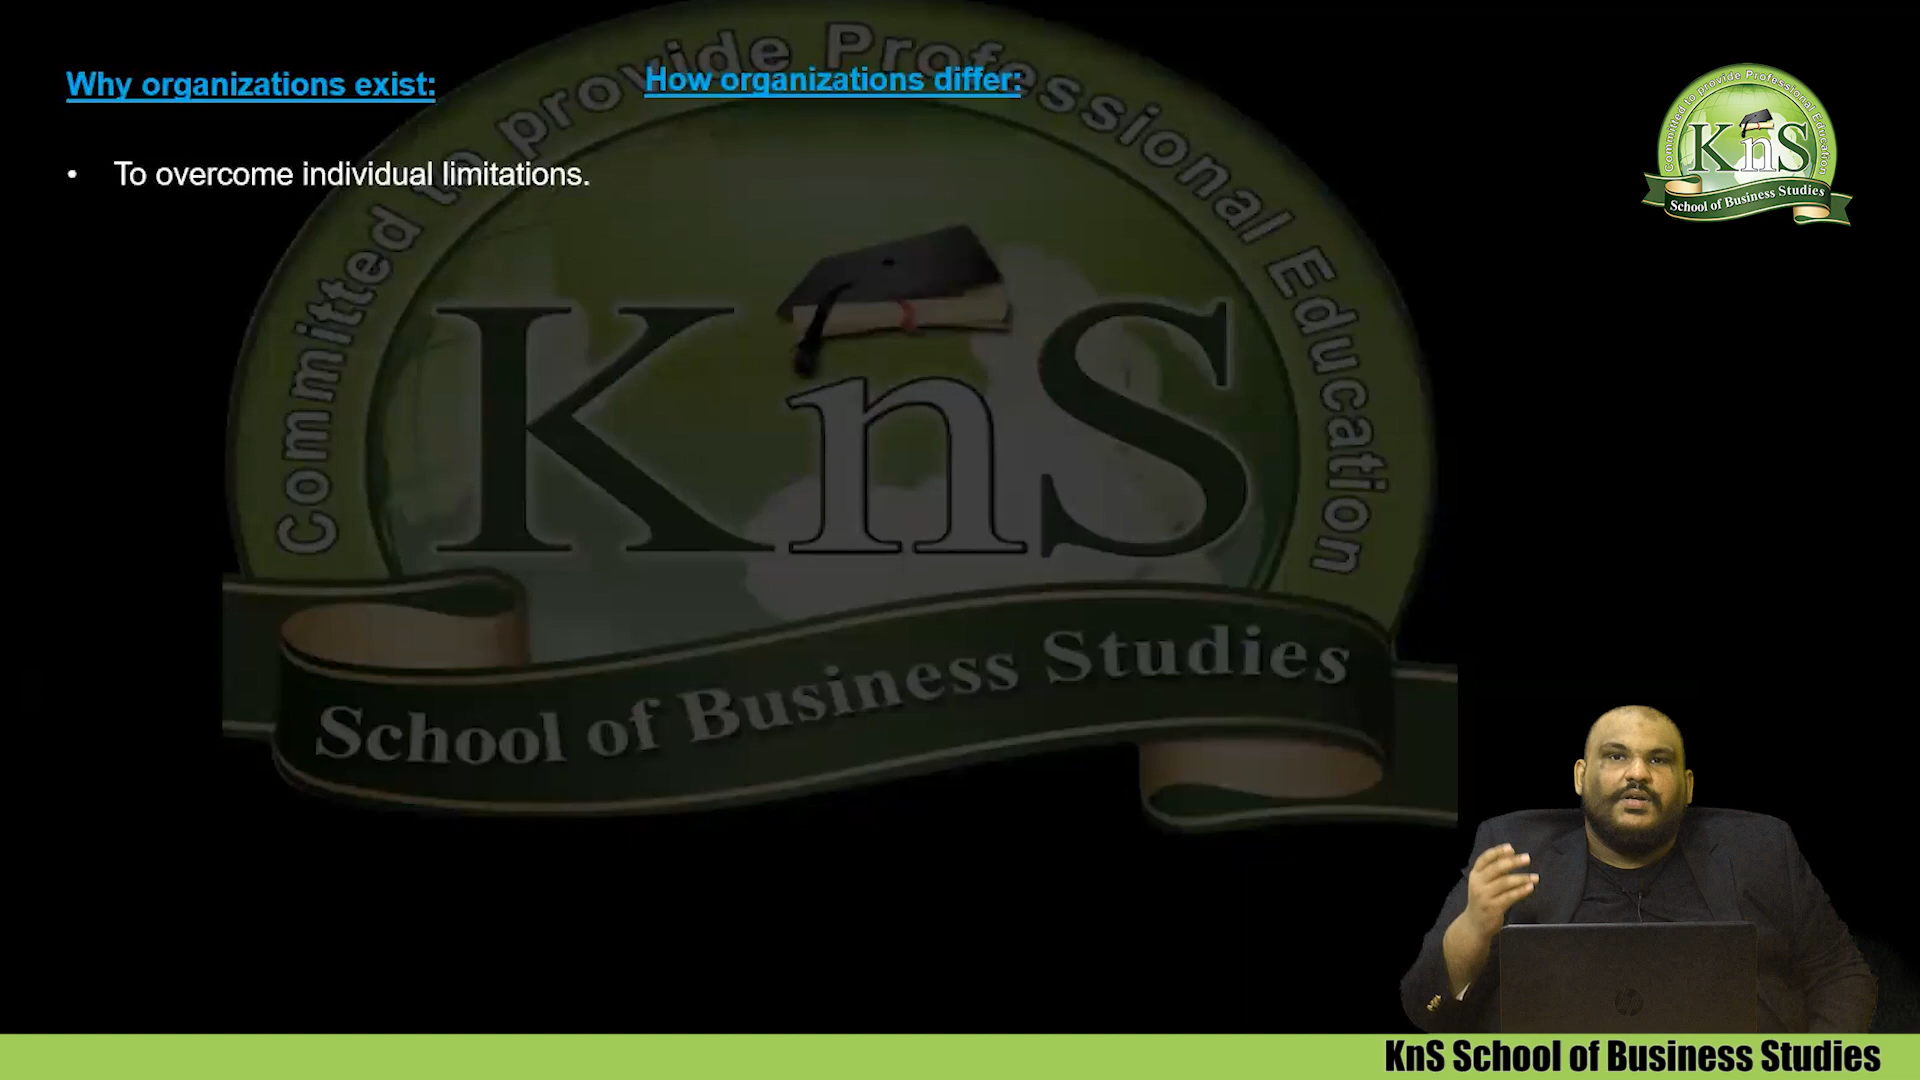 Why organizations exist:
How organizations differ:
• To overcome individual limitations.
Committed to provide Professional Education
KnS
School of Business Studies
Committed to provide Professional Education
KnS
School of Business Studies
KnS School of Business Studies